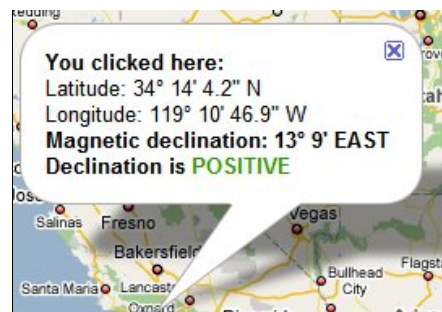 Redding
You clicked here:
Latitude: 34° 14' 4.2" N
Longitude: 119° 10' 46.9" W
Magnetic declination: 13° 9' EAST
Declination is POSITIVE
Salinas
Fresno
Vegas
Bakersfield
Bullhead
City
Flagst
Santa Maria
Lancast
Oxnard